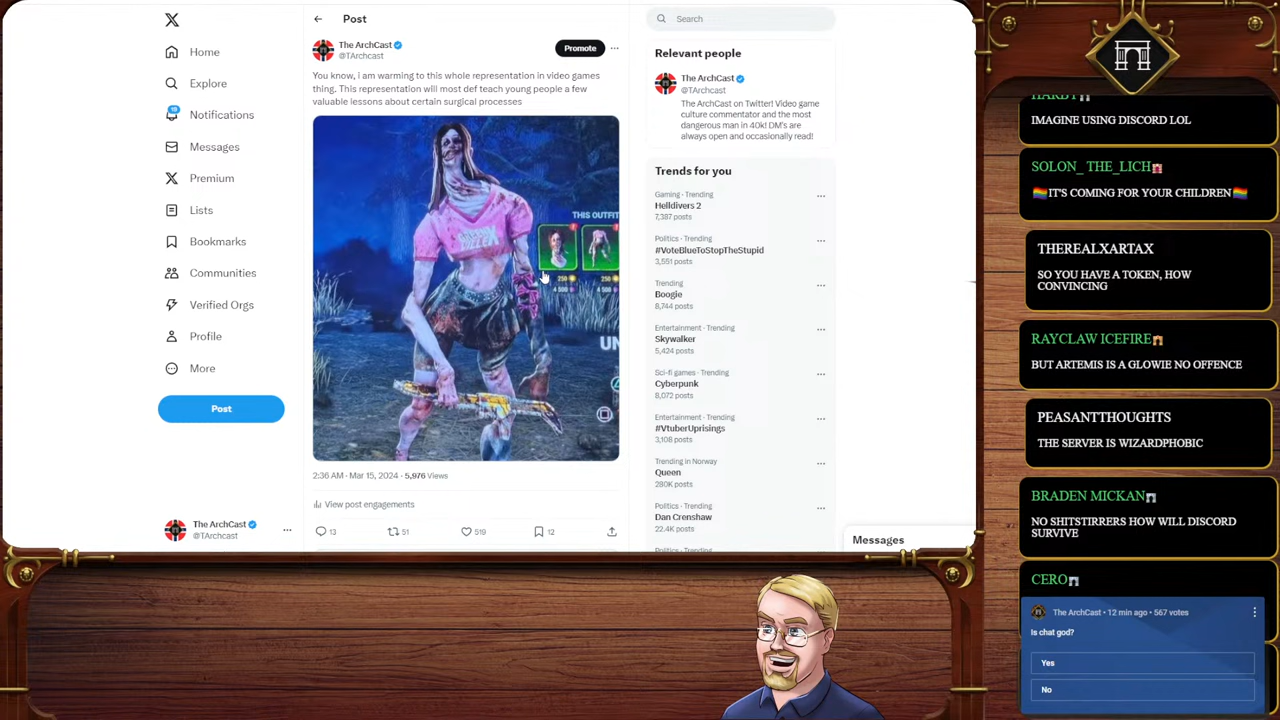 Home
Explore
19
Notifications
Messages
Premium
Lists
Bookmarks
Communities
Verified Orgs
Profile
More
Post
The ArchCast
@TArchcast
Post
The ArchCast
@TArchcast
Promote
You know, i am warming to this whole representation in video games
thing. This representation will most def teach young people a few
valuable lessons about certain surgical processes
THIS OUTFIT
250
250
4 500
UN
2:36 AM · Mar 15, 2024 · 5,976 Views
View post engagements
13
51
519
12
Search
Relevant people
The ArchCast
@TArchcast
The ArchCast on Twitter! Video game
culture commentator and the most
dangerous man in 40k! DM's are
always open and occasionally read!
Trends for you
Gaming · Trending
Helldivers 2
7,387 posts
Politics · Trending
#VoteBlueToStopTheStupid
3,551 posts
Trending
Boogie
8,744 posts
Entertainment · Trending
Skywalker
5,424 posts
Sci-fi games · Trending
Cyberpunk
8,072 posts
Entertainment · Trending
#VtuberUprisings
3,108 posts
Trending in Norway
Queen
280K posts
Politics · Trending
Dan Crenshaw
22.4K posts
Messages
IMAGINE USING DISCORD LOL
SOLON_ THE_LICH
IT'S COMING FOR YOUR CHILDREN
THEREALXARTAX
SO YOU HAVE A TOKEN, HOW
CONVINCING
RAYCLAW ICEFIRE
BUT ARTEMIS IS A GLOWIE NO OFFENCE
PEASANTTHOUGHTS
THE SERVER IS WIZARDPHOBIC
BRADEN MICKAN
NO SHITSTIRRERS HOW WILL DISCORD
SURVIVE
CERO
The ArchCast • 12 min ago • 567 votes
Is chat god?
Yes
No